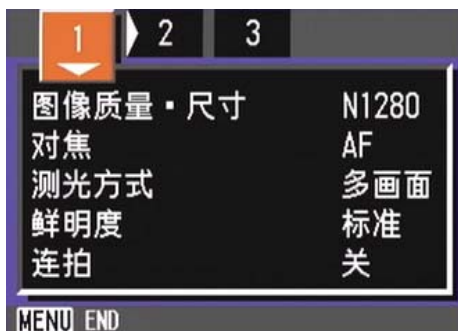 1 2 3
图像质量·尺寸 N1280
对焦 AF
测光方式 多画面
鲜明度 标准
连拍 关
MENU END